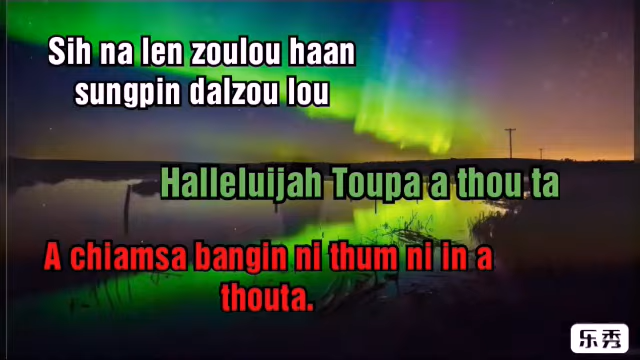 Sih na len zoulou haan
sungpin dalzou lou
Halleluijah Toupa a thou ta
A chiamsa bangin ni thum ni in a
thouta.
乐秀